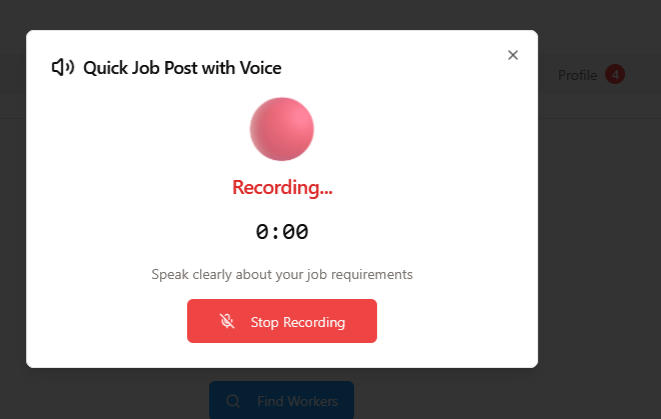 Quick Job Post with Voice
Profile 4
Recording...
0:00
Speak clearly about your job requirements
Stop Recording
Find Workers